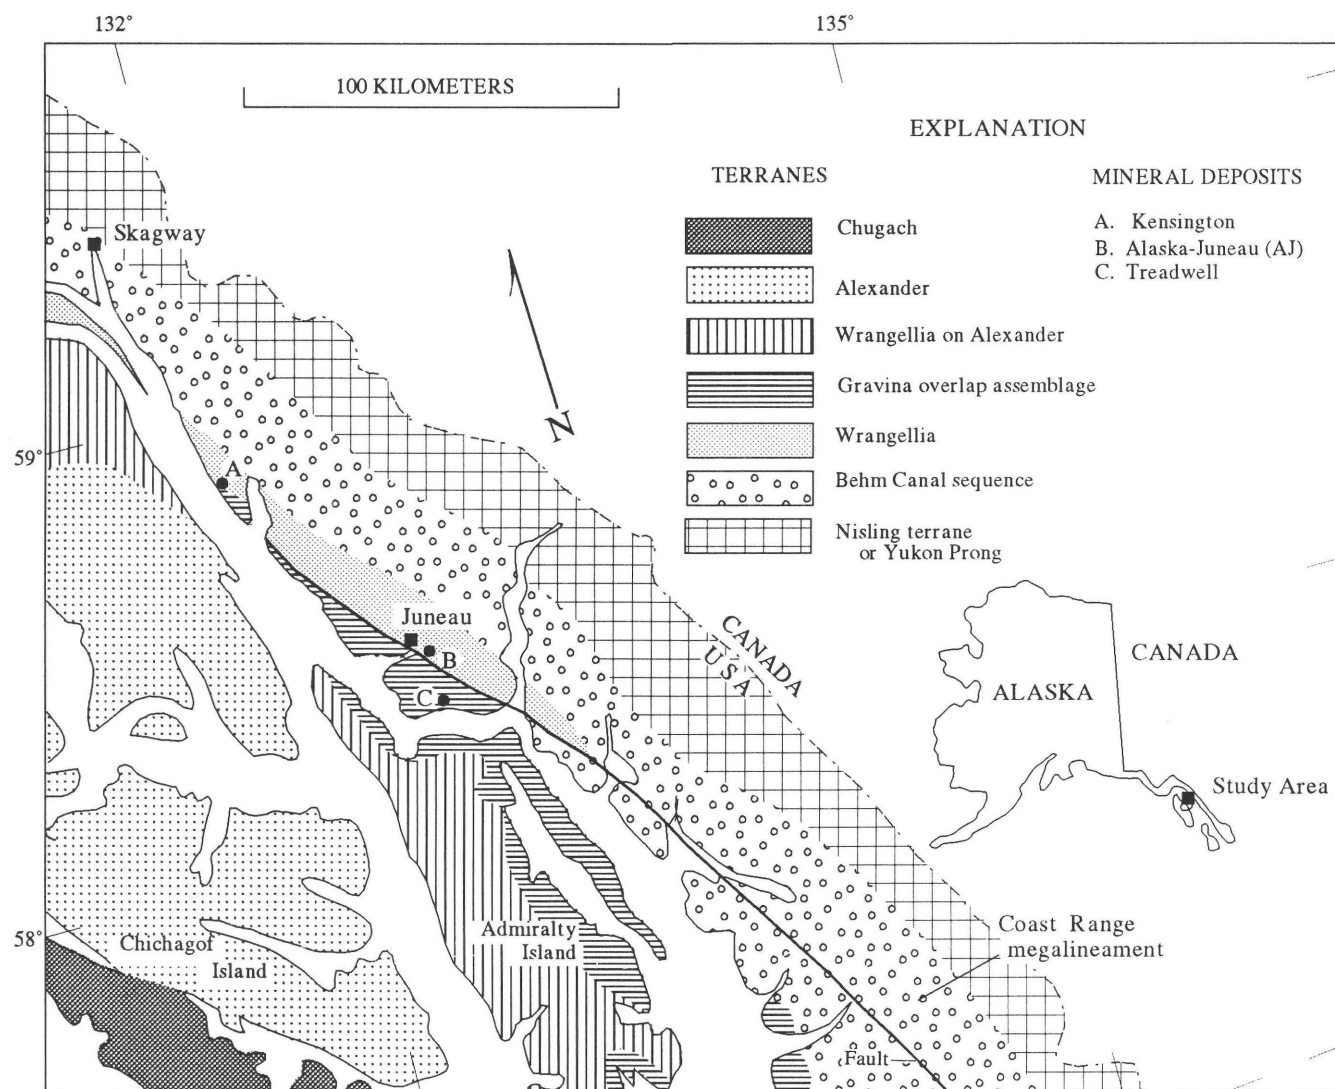 132°
135°
100 KILOMETERS
EXPLANATION
TERRANES
MINERAL DEPOSITS
Chugach
Alexander
Wrangellia on Alexander
Gravina overlap assemblage
Wrangellia
Behm Canal sequence
Nisling terrane
or Yukon Prong
A. Kensington
B. Alaska-Juneau (AJ)
C. Treadwell
Skagway
N
59°
A
Juneau
B
C
CANADA
USA
CANADA
ALASKA
Study Area
58°
Chichagof
Island
Admiralty
Island
Coast Range
megalineament
Fault